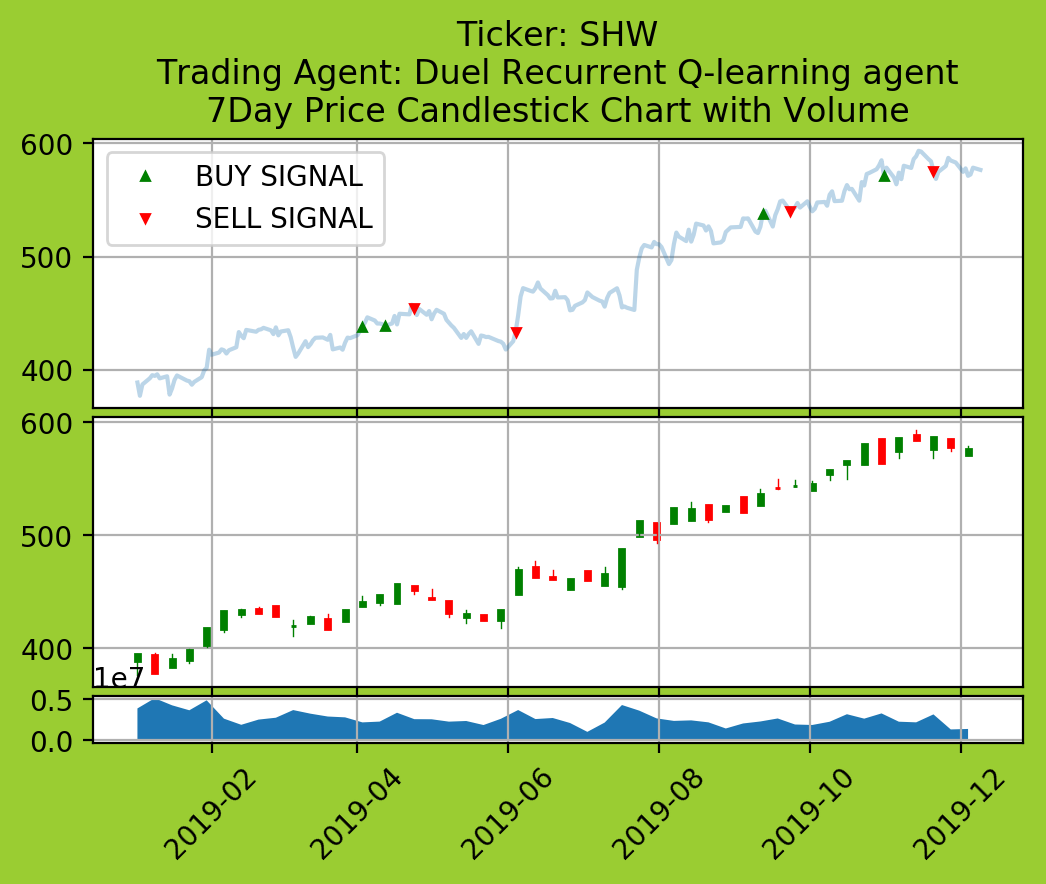 Ticker: SHW
Trading Agent: Duel Recurrent Q-learning agent
7Day Price Candlestick Chart with Volume
600
BUY SIGNAL
SELL SIGNAL
500
400
600
500
400
1e7
0.5
0.0
2019-02
2019-04
2019-06
2019-08
2019-10
2019-12